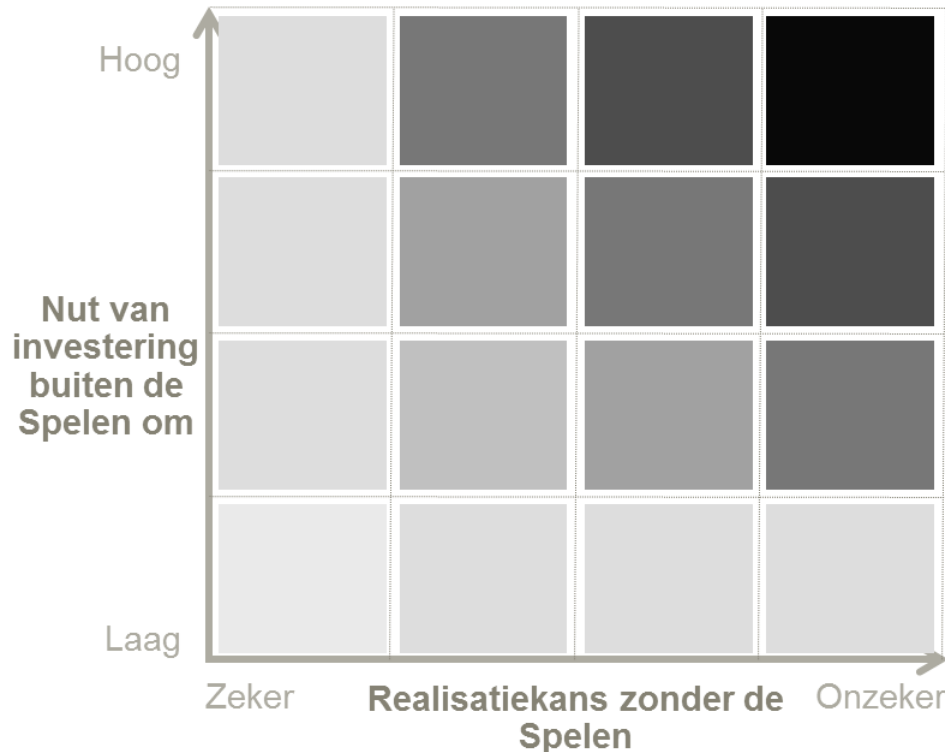 Hoog
Nut van
investering
buiten de
Spelen om
Laag
Zeker
Realisatiekans zonder de
Spelen
Onzeker